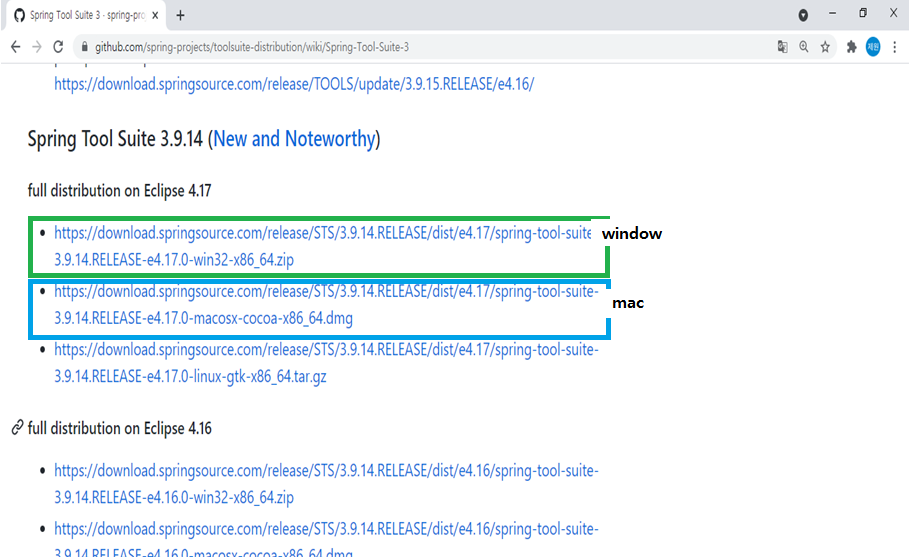 Spring Tool Suite 3 - spring-pro
github.com/spring-projects/toolsuite-distribution/wiki/Spring-Tool-Suite-3
제원
https://download.springsource.com/release/TOOLS/update/3.9.15.RELEASE/e4.16/
Spring Tool Suite 3.9.14 (New and Noteworthy)
full distribution on Eclipse 4.17
https://download.springsource.com/release/STS/3.9.14.RELEASE/dist/e4.17/spring-tool-suite window
3.9.14.RELEASE-e4.17.0-win32-x86_64.zip
https://download.springsource.com/release/STS/3.9.14.RELEASE/dist/e4.17/spring-tool-suite- mac
3.9.14.RELEASE-e4.17.0-macosx-cocoa-x86_64.dmg
https://download.springsource.com/release/STS/3.9.14.RELEASE/dist/e4.17/spring-tool-suite-
3.9.14.RELEASE-e4.17.0-linux-gtk-x86_64.tar.gz
full distribution on Eclipse 4.16
https://download.springsource.com/release/STS/3.9.14.RELEASE/dist/e4.16/spring-tool-suite-
3.9.14.RELEASE-e4.16.0-win32-x86_64.zip
https://download.springsource.com/release/STS/3.9.14.RELEASE/dist/e4.16/spring-tool-suite-
3.9.14.RELEASE-e4.16.0-macosx-cocoa-x86_64.dmg